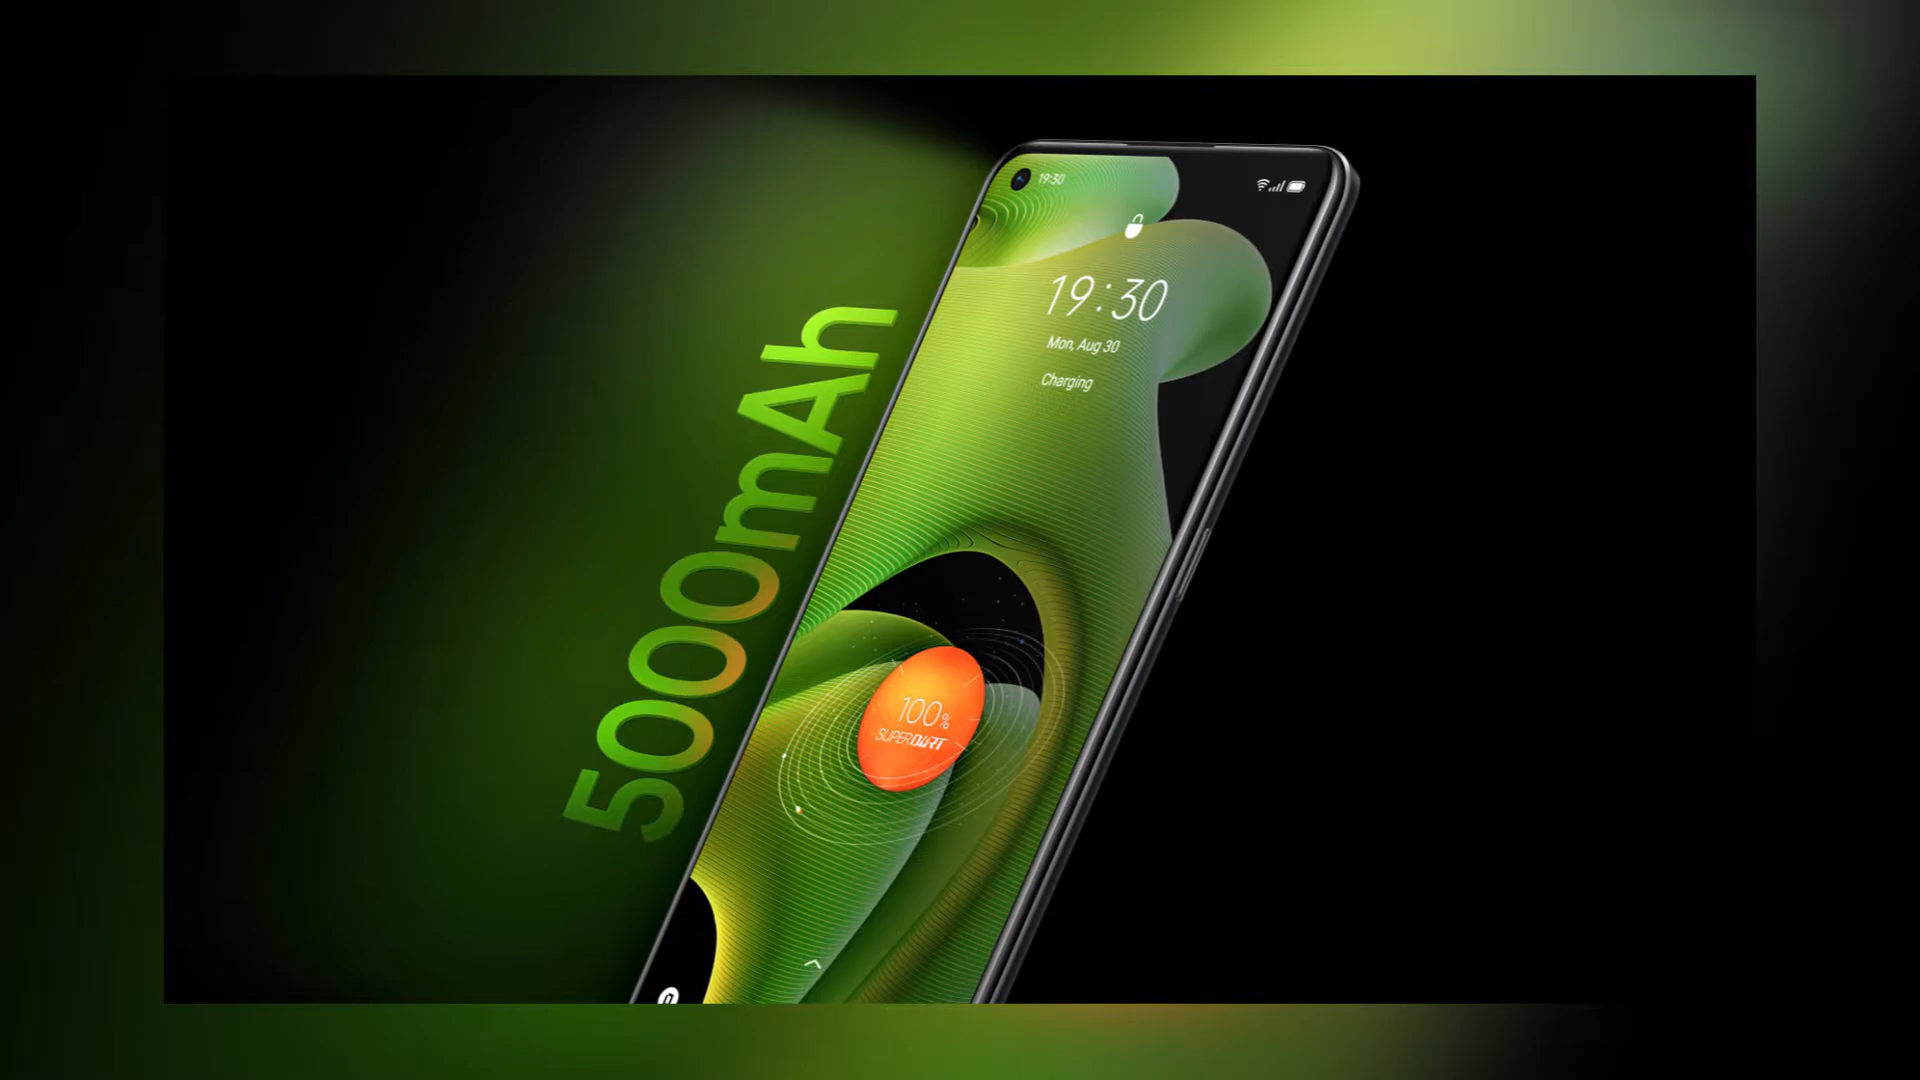 5000mAh
19:30
19:30
Mon, Aug 30
Charging
100%
SUPERDART